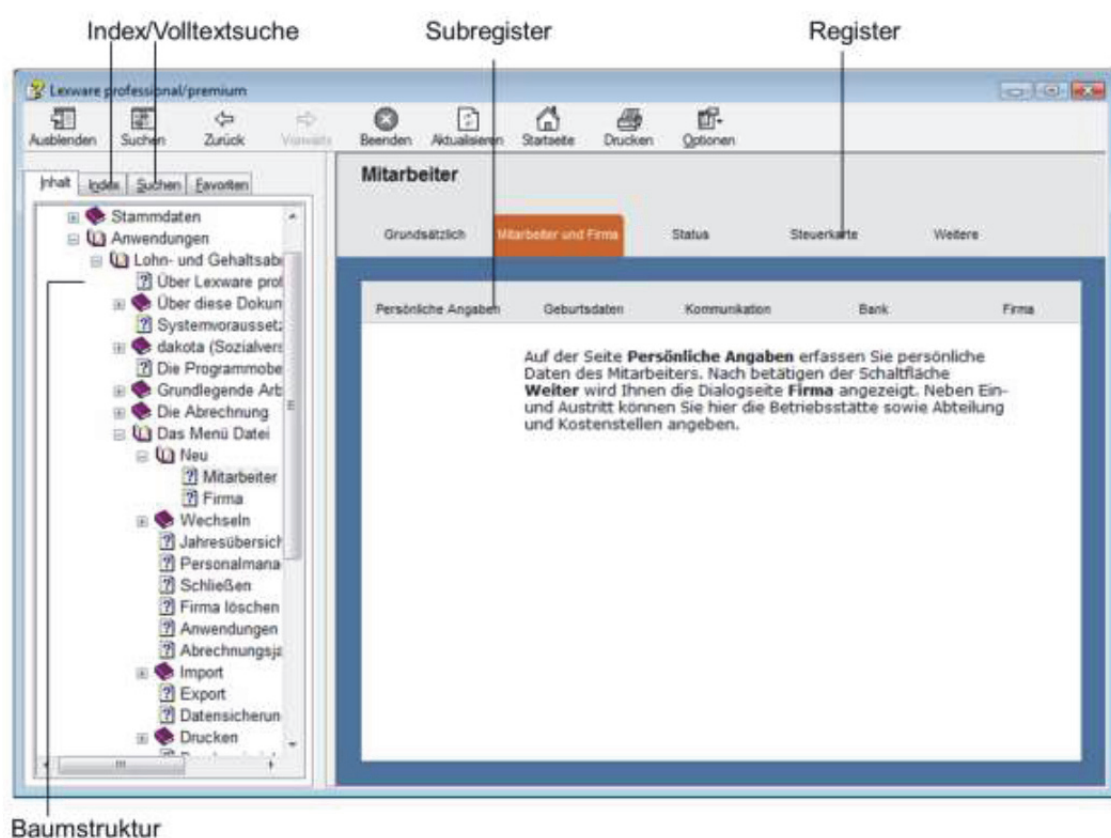 Index/Volltextsuche Subregister Register
Lexware professional/premium
Ausblenden Suchen Zurück Vorwärts Beenden Aktualisieren Startseite Drucken Optionen
Inhalt Index Suchen Favoriten
Stammdaten
Anwendungen
Lohn- und Gehaltsab
Über Lexware prof
Über diese Dokun
Systemvorausset
dakota (Sozialvers
Die Programmobe
Grundlegende Arb
Die Abrechnung
Das Menü Datei
Neu
Mitarbeiter
Firma
Wechseln
Jahresübersich
Personalmana
Schließen
Firma löschen
Anwendungen
Abrechnungsja
Import
Export
Datensicherun
Drucken
Mitarbeiter
Grundsätzlich Mitarbeiter und Firma Status Steuerkarte Weitere
Persönliche Angaben Geburtsdaten Kommunikation Bank Firma
Auf der Seite Persönliche Angaben erfassen Sie persönliche
Daten des Mitarbeiters. Nach betätigen der Schaltfläche
Weiter wird Ihnen die Dialogseite Firma angezeigt. Neben Ein-
und Austritt können Sie hier die Betriebsstätte sowie Abteilung
und Kostenstellen angeben.
Baumstruktur